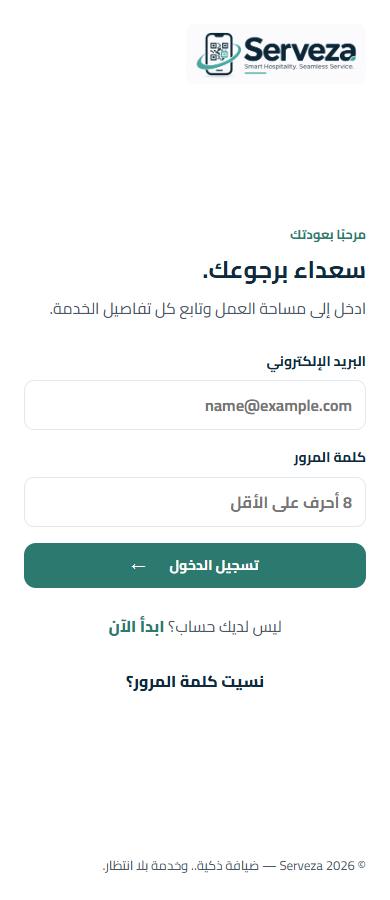 Serveza
Smart Hospitality. Seamless Service.
مرحبًا بعودتك
سعداء برجوعك.
ادخل إلى مساحة العمل وتابع كل تفاصيل الخدمة.
البريد الإلكتروني
name@example.com
كلمة المرور
8 أحرف على الأقل
تسجيل الدخول ←
ليس لديك حساب؟ ابدأ الآن
نسيت كلمة المرور؟
© 2026 Serveza — ضيافة ذكية.. وخدمة بلا انتظار.